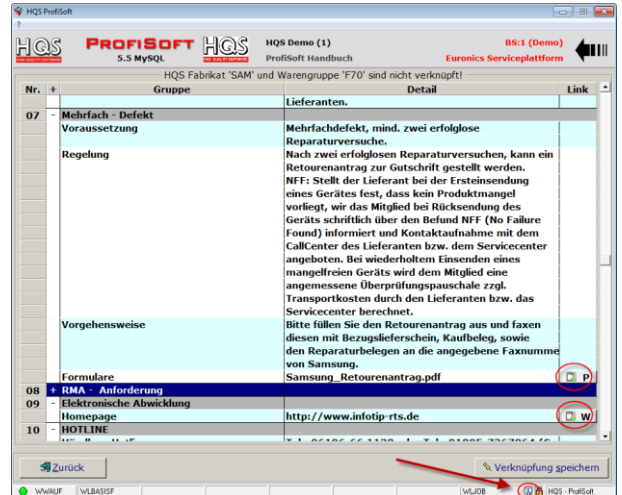 HQS ProfiSoft
?
HQS
HIGH QUALITY SOFTWARE
PROFISOFT
5.5 MySQL
HQS
HIGH QUALITY SOFTWARE
HQS Demo (1)
ProfiSoft Handbuch
BS:1 (Demo)
Euronics Serviceplattform
HQS Fabrikat 'SAM' und Warengruppe 'F70' sind nicht verknüpft!
Nr. + Gruppe Detail Link
Lieferanten.
07 - Mehrfach - Defekt
Voraussetzung Mehrfachdefekt, mind. zwei erfolglose
Reparaturversuche.
Regelung Nach zwei erfolglosen Reparaturversuchen, kann ein
Retourenantrag zur Gutschrift gestellt werden.
NFF: Stellt der Lieferant bei der Ersteinsendung
eines Gerätes fest, dass kein Produktmangel
vorliegt, wir das Mitglied bei Rücksendung des
Geräts schriftlich über den Befund NFF (No Failure
Found) informiert und Kontaktaufnahme mit dem
CallCenter des Lieferanten bzw. dem Servicecenter
angeboten. Bei wiederholtem Einsenden eines
mangelfreien Geräts wird dem Mitglied eine
angemessene Überprüfungspauschale zzgl.
Transportkosten durch den Lieferanten bzw. das
Servicecenter berechnet.
Vorgehensweise Bitte füllen Sie den Retourenantrag aus und faxen
diesen mit Bezugslieferschein, Kaufbeleg, sowie
den Reparaturbelegen an die angegebene Faxnumme
von Samsung.
Formulare Samsung_Retourenantrag.pdf P
08 + RMA - Anforderung
09 - Elektronische Abwicklung
Homepage http://www.infotip-rts.de W
10 - HOTLINE
Zurück
Verknüpfung speichern
WWAUF WLBASISF WLJOB HQS - ProfiSoft